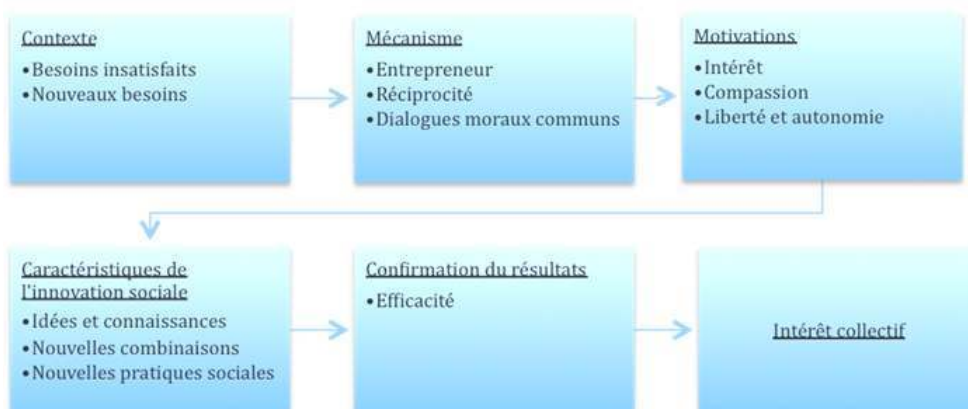 Contexte
•Besoins insatisfaits
•Nouveaux besoins
Mécanisme
•Entrepreneur
•Réciprocité
•Dialogues moraux communs
Motivations
•Intérêt
•Compassion
•Liberté et autonomie
Caractéristiques de
l'innovation sociale
•Idées et connaissances
•Nouvelles combinaisons
•Nouvelles pratiques sociales
Confirmation du résultats
•Efficacité
Intérêt collectif